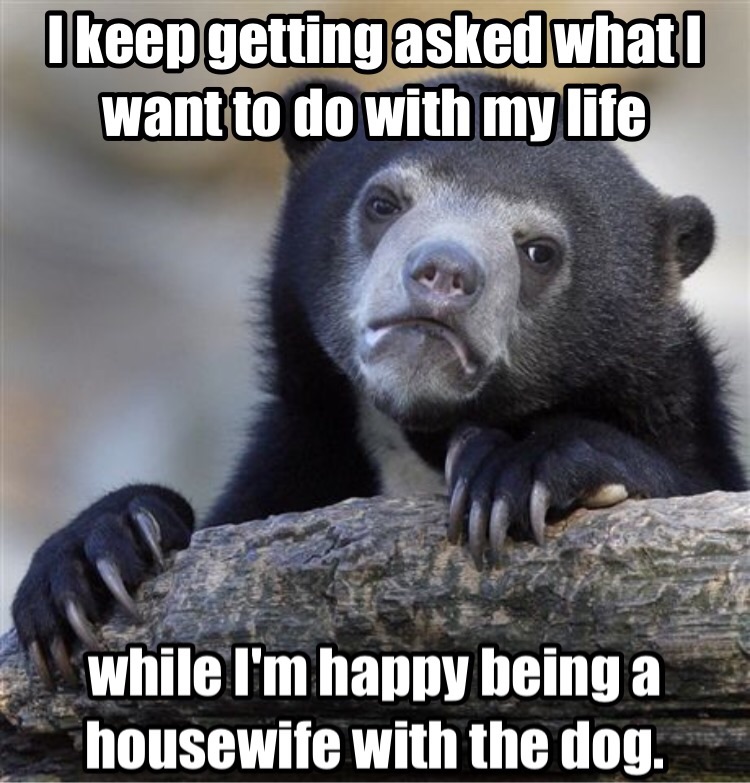 I keep getting asked what I
want to do with my life
while I'm happy being a
housewife with the dog.